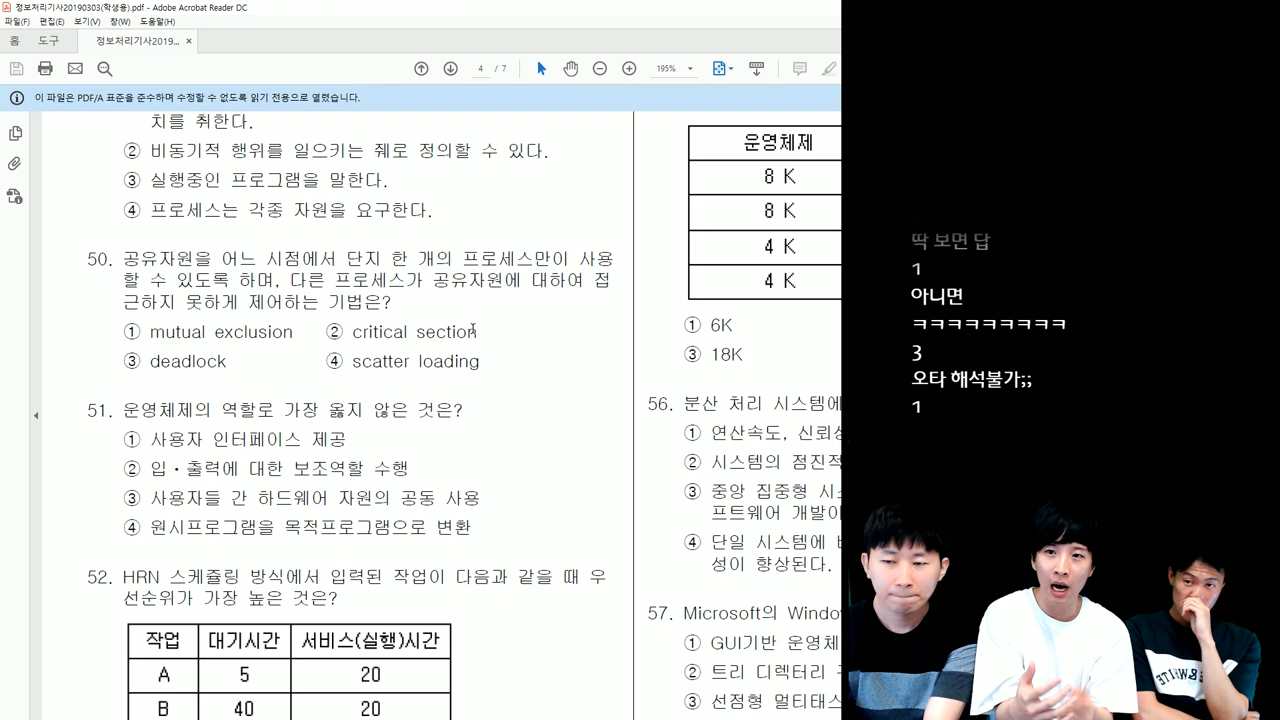 정보처리기사20190303(학생용).pdf - Adobe Acrobat Reader DC
파일(F) 편집(E) 보기(V) 창(W) 도움말(H)
홈 도구 정보처리기사2019... ×
4 / 7 195%
이 파일은 PDF/A 표준을 준수하며 수정할 수 없도록 읽기 전용으로 열렸습니다.
치를 취한다.
② 비동기적 행위를 일으키는 줴로 정의할 수 있다.
③ 실행중인 프로그램을 말한다.
④ 프로세스는 각종 자원을 요구한다.
50. 공유자원을 어느 시점에서 단지 한 개의 프로세스만이 사용
할 수 있도록 하며, 다른 프로세스가 공유자원에 대하여 접
근하지 못하게 제어하는 기법은?
① mutual exclusion ② critical section
③ deadlock ④ scatter loading
51. 운영체제의 역할로 가장 옳지 않은 것은?
① 사용자 인터페이스 제공
② 입·출력에 대한 보조역할 수행
③ 사용자들 간 하드웨어 자원의 공동 사용
④ 원시프로그램을 목적프로그램으로 변환
52. HRN 스케쥴링 방식에서 입력된 작업이 다음과 같을 때 우
선순위가 가장 높은 것은?
작업 대기시간 서비스(실행)시간
A 5 20
B 40 20
운영체제
8 K
8 K
4 K
4 K
① 6K
③ 18K
56. 분산 처리 시스템에
① 연산속도, 신뢰성
② 시스템의 점진적
③ 중앙 집중형 시스
프트웨어 개발이
④ 단일 시스템에 비
성이 향상된다.
57. Microsoft의 Windo
① GUI기반 운영체
② 트리 디렉터리 구
③ 선점형 멀티태스
딱 보면 답
1
아니면
ㅋㅋㅋㅋㅋㅋㅋㅋㅋ
3
오타 해석불가;;
1